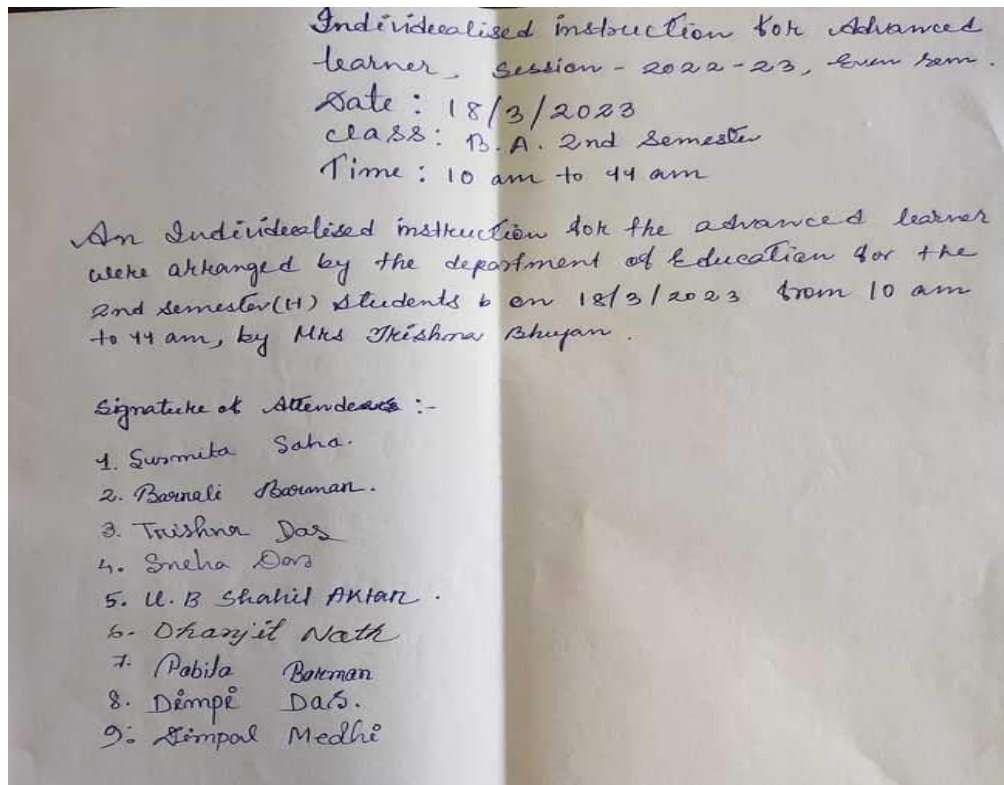 Individualised instruction for Advanced
learner, Session - 2022-23, Even Sem.
Date : 18/3/2023
class: B.A. 2nd Semester
Time : 10 am to 11 am
An Individualised instruction for the advanced learner
were arranged by the department of Education for the
2nd semester(H) students on 18/3/2023 from 10 am
to 11 am, by Mrs Trishna Bhuyan.
Signature of Attendears :-
1. Susmita Saha.
2. Barnali Barman.
3. Trishna Das
4. Sneha Das
5. U. B Shahil Aktar.
6. Dhanjit Nath
7. Pabila Barman
8. Dimpi Das.
9. Simpal Medhi